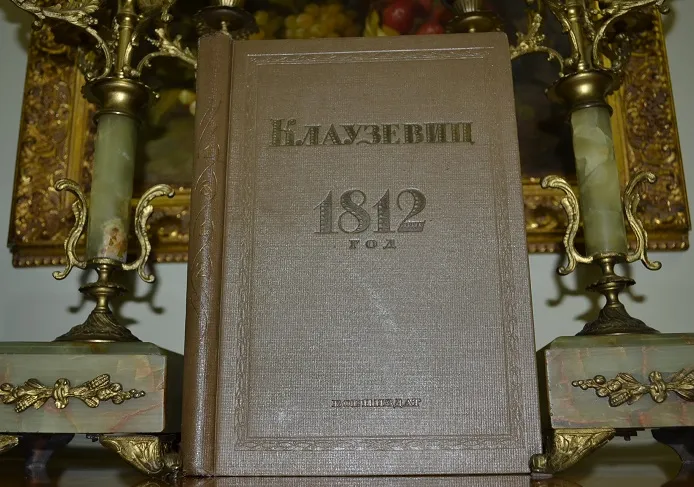 Клаузевиц
1812
год
Воениздат